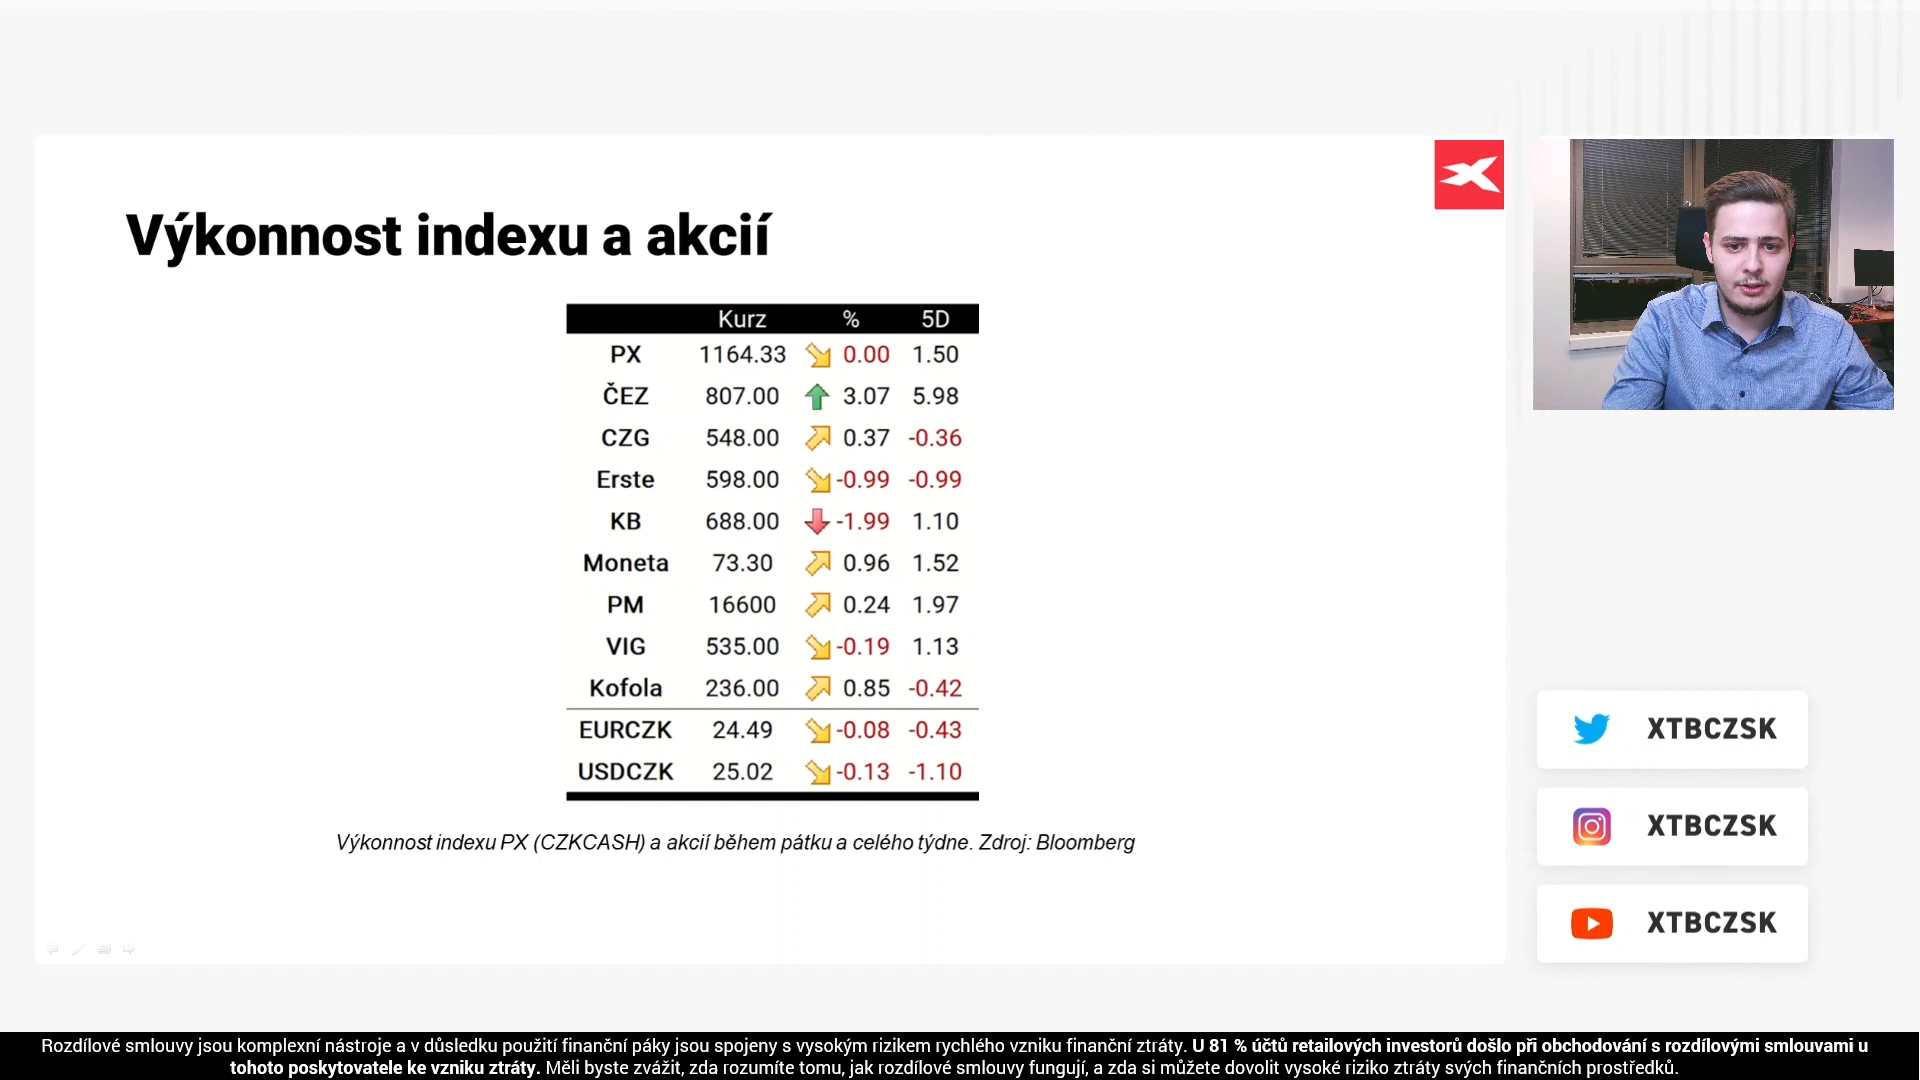 Výkonnost indexu a akcií
Kurz % 5D
PX 1164.33 0.00 1.50
ČEZ 807.00 3.07 5.98
CZG 548.00 0.37 -0.36
Erste 598.00 -0.99 -0.99
KB 688.00 -1.99 1.10
Moneta 73.30 0.96 1.52
PM 16600 0.24 1.97
VIG 535.00 -0.19 1.13
Kofola 236.00 0.85 -0.42
EURCZK 24.49 -0.08 -0.43
USDCZK 25.02 -0.13 -1.10
Výkonnost indexu PX (CZKCASH) a akcií během pátku a celého týdne. Zdroj: Bloomberg
XTBCZSK
XTBCZSK
XTBCZSK
Rozdílové smlouvy jsou komplexní nástroje a v důsledku použití finanční páky jsou spojeny s vysokým rizikem rychlého vzniku finanční ztráty. U 81 % účtů retailových investorů došlo při obchodování s rozdílovými smlouvami u
tohoto poskytovatele ke vzniku ztráty. Měli byste zvážit, zda rozumíte tomu, jak rozdílové smlouvy fungují, a zda si můžete dovolit vysoké riziko ztráty svých finančních prostředků.